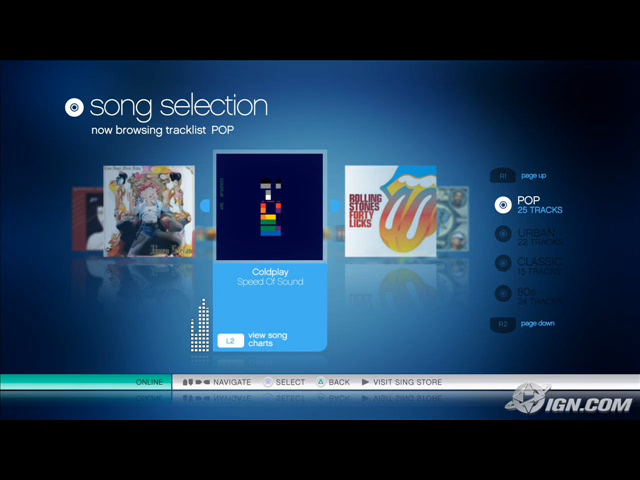 song selection
now browsing tracklist POP
R1 page up
POP
25 TRACKS
URBAN
22 TRACKS
CLASSIC
15 TRACKS
80s
R2 page down
ROLLING
STONES
FORTY
LICKS
Coldplay
Speed Of Sound
L2 view song
charts
ONLINE NAVIGATE SELECT BACK VISIT SING STORE
IGN.COM